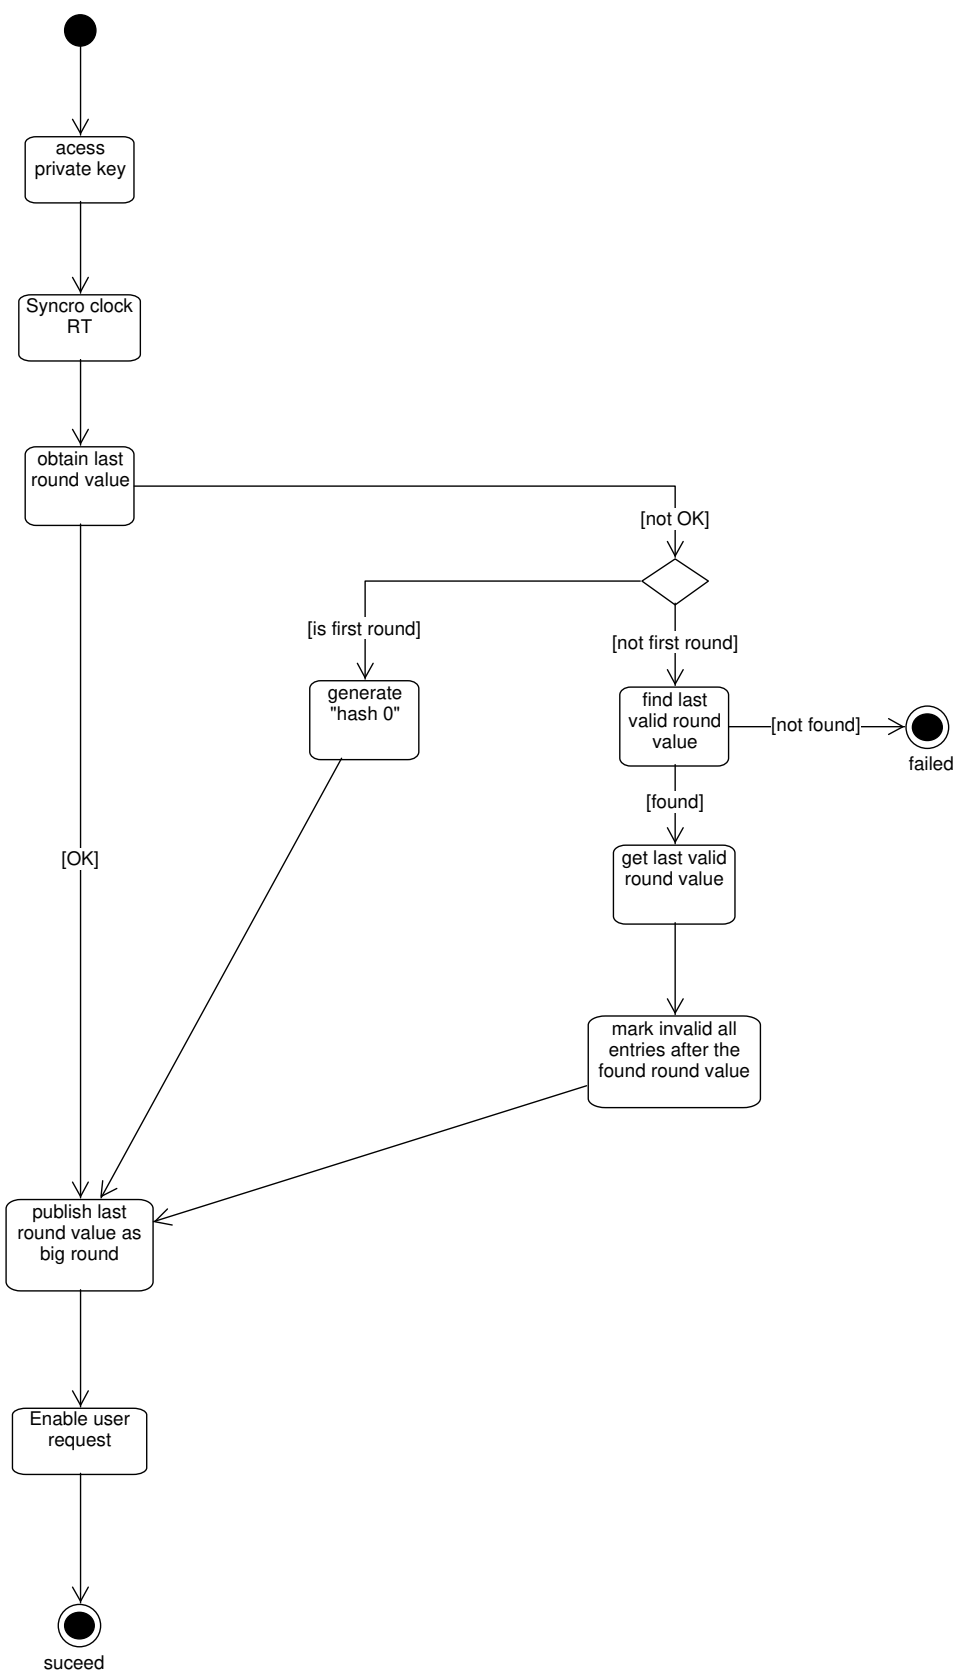 acess
private key
Syncro clock
RT
obtain last
round value
[not OK]
[is first round]
[not first round]
generate
"hash 0"
find last
valid round
value
[not found]
failed
[found]
[OK]
get last valid
round value
mark invalid all
entries after the
found round value
publish last
round value as
big round
Enable user
request
suceed